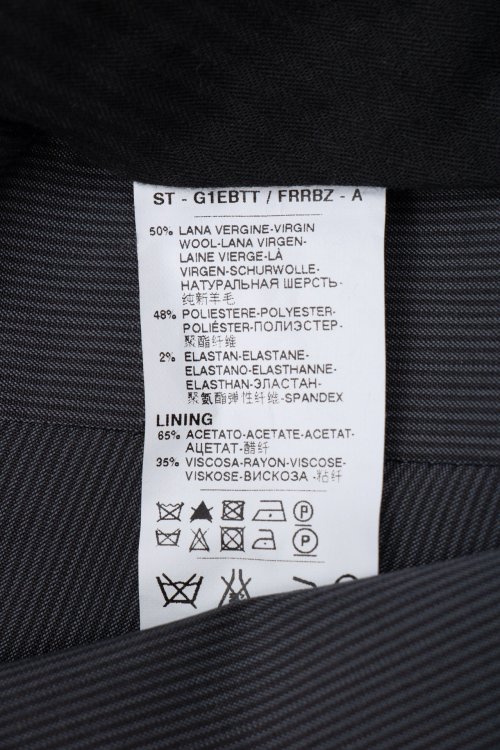 ST - G1EBTT / FRRBZ - A
50% LANA VERGINE-VIRGIN
WOOL-LANA VIRGEN-
LAINE VIERGE-LÀ
VIRGEN-SCHURWOLLE-
НАТУРАЛЬНАЯ ШЕРСТЬ-
纯新羊毛
48% POLIESTERE-POLYESTER-
POLIÉSTER-ПОЛИЭСТЕР-
聚酯纤维
2% ELASTAN-ELASTANE-
ELASTANO-ELASTHANNE-
ELASTHAN-ЭЛАСТАН-
聚氨酯弹性纤维-SPANDEX
LINING
65% ACETATO-ACETATE-ACETAT-
АЦЕТАТ-醋纤
35% VISCOSA-RAYON-VISCOSE-
VISKOSE-ВИСКОЗА -粘纤
P
P